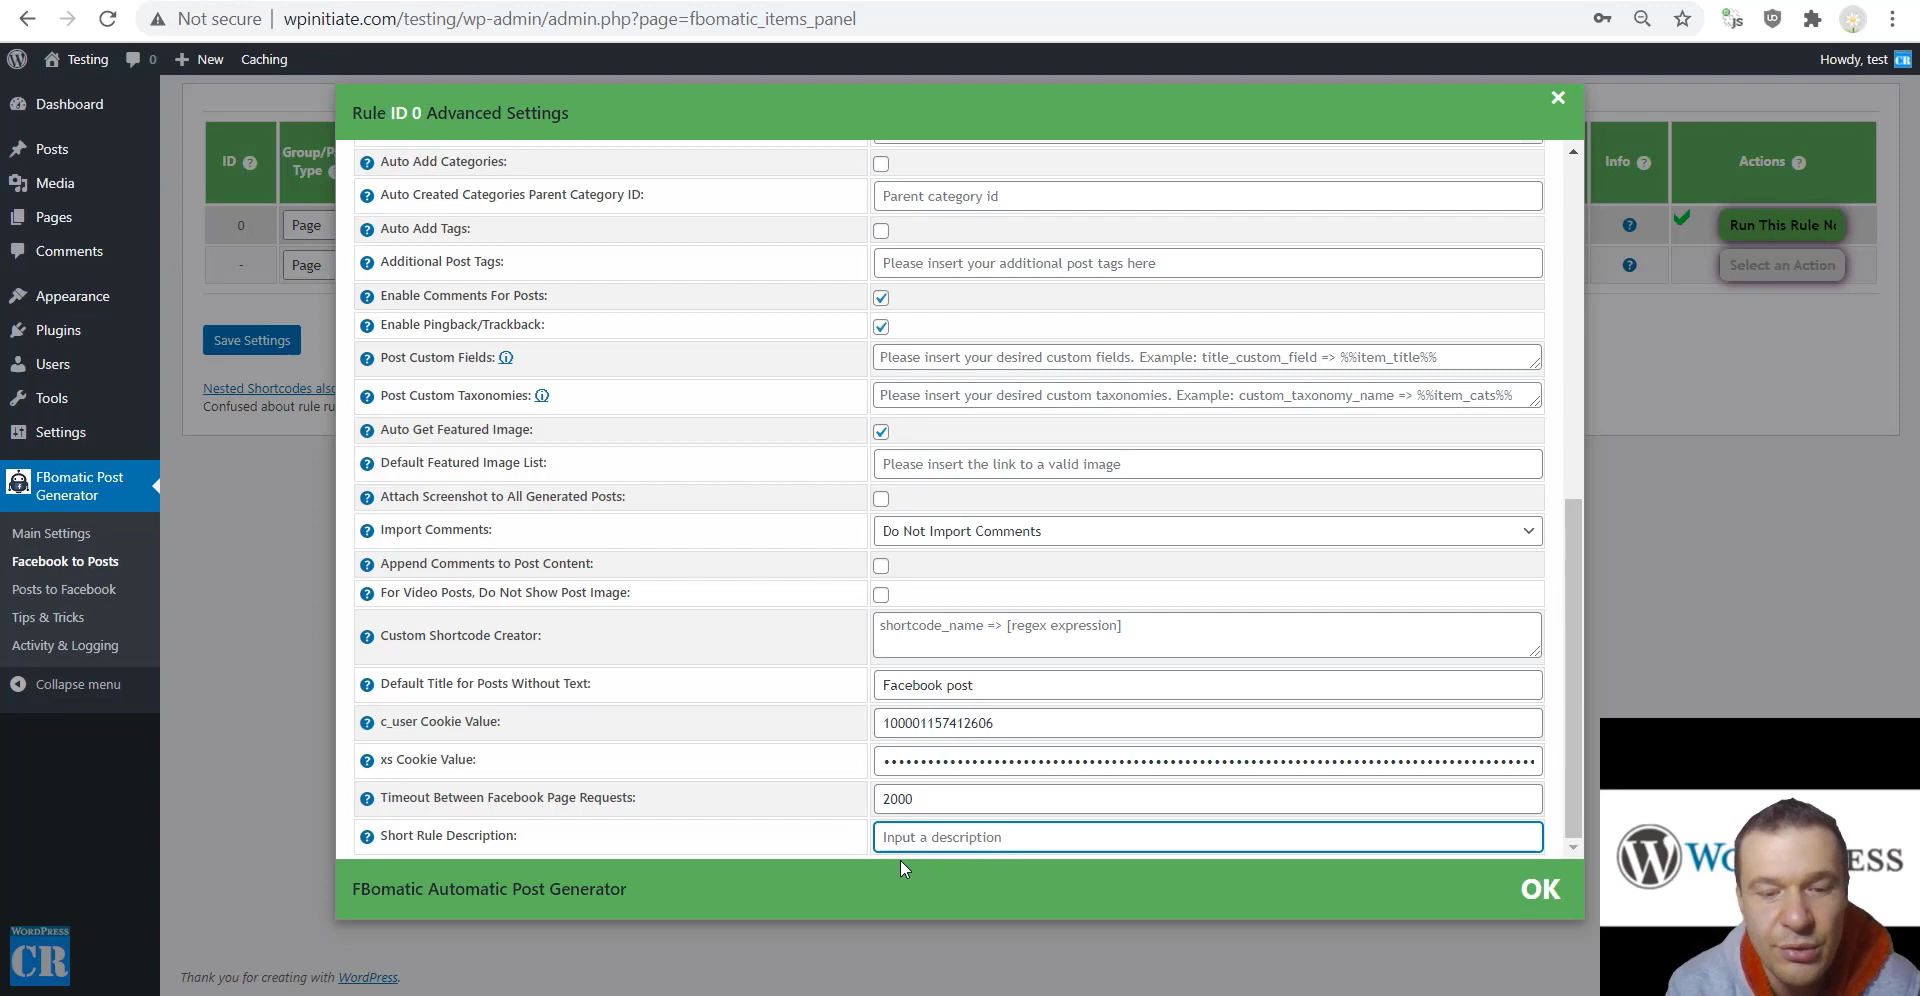 Not secure | wpinitiate.com/testing/wp-admin/admin.php?page=fbomatic_items_panel
Testing 0 New Caching
Howdy, test CR
Dashboard
Posts
Media
Pages
Comments
Appearance
Plugins
Users
Tools
Settings
FBomatic Post
Generator
Main Settings
Facebook to Posts
Posts to Facebook
Tips & Tricks
Activity & Logging
Collapse menu
WORDPRESS
CR
ID
Group/P
Type
Info
Actions
0
Page
Run This Rule No
-
Page
Select an Action
Save Settings
Nested Shortcodes also
Confused about rule ru
Rule ID 0 Advanced Settings
Auto Add Categories:
Auto Created Categories Parent Category ID:
Parent category id
Auto Add Tags:
Additional Post Tags:
Please insert your additional post tags here
Enable Comments For Posts:
Enable Pingback/Trackback:
Post Custom Fields:
Please insert your desired custom fields. Example: title_custom_field => %%item_title%%
Post Custom Taxonomies:
Please insert your desired custom taxonomies. Example: custom_taxonomy_name => %%item_cats%%
Auto Get Featured Image:
Default Featured Image List:
Please insert the link to a valid image
Attach Screenshot to All Generated Posts:
Import Comments:
Do Not Import Comments
Append Comments to Post Content:
For Video Posts, Do Not Show Post Image:
Custom Shortcode Creator:
shortcode_name => [regex expression]
Default Title for Posts Without Text:
Facebook post
c_user Cookie Value:
100001157412606
xs Cookie Value:
Timeout Between Facebook Page Requests:
2000
Short Rule Description:
Input a description
FBomatic Automatic Post Generator
OK
Thank you for creating with WordPress.